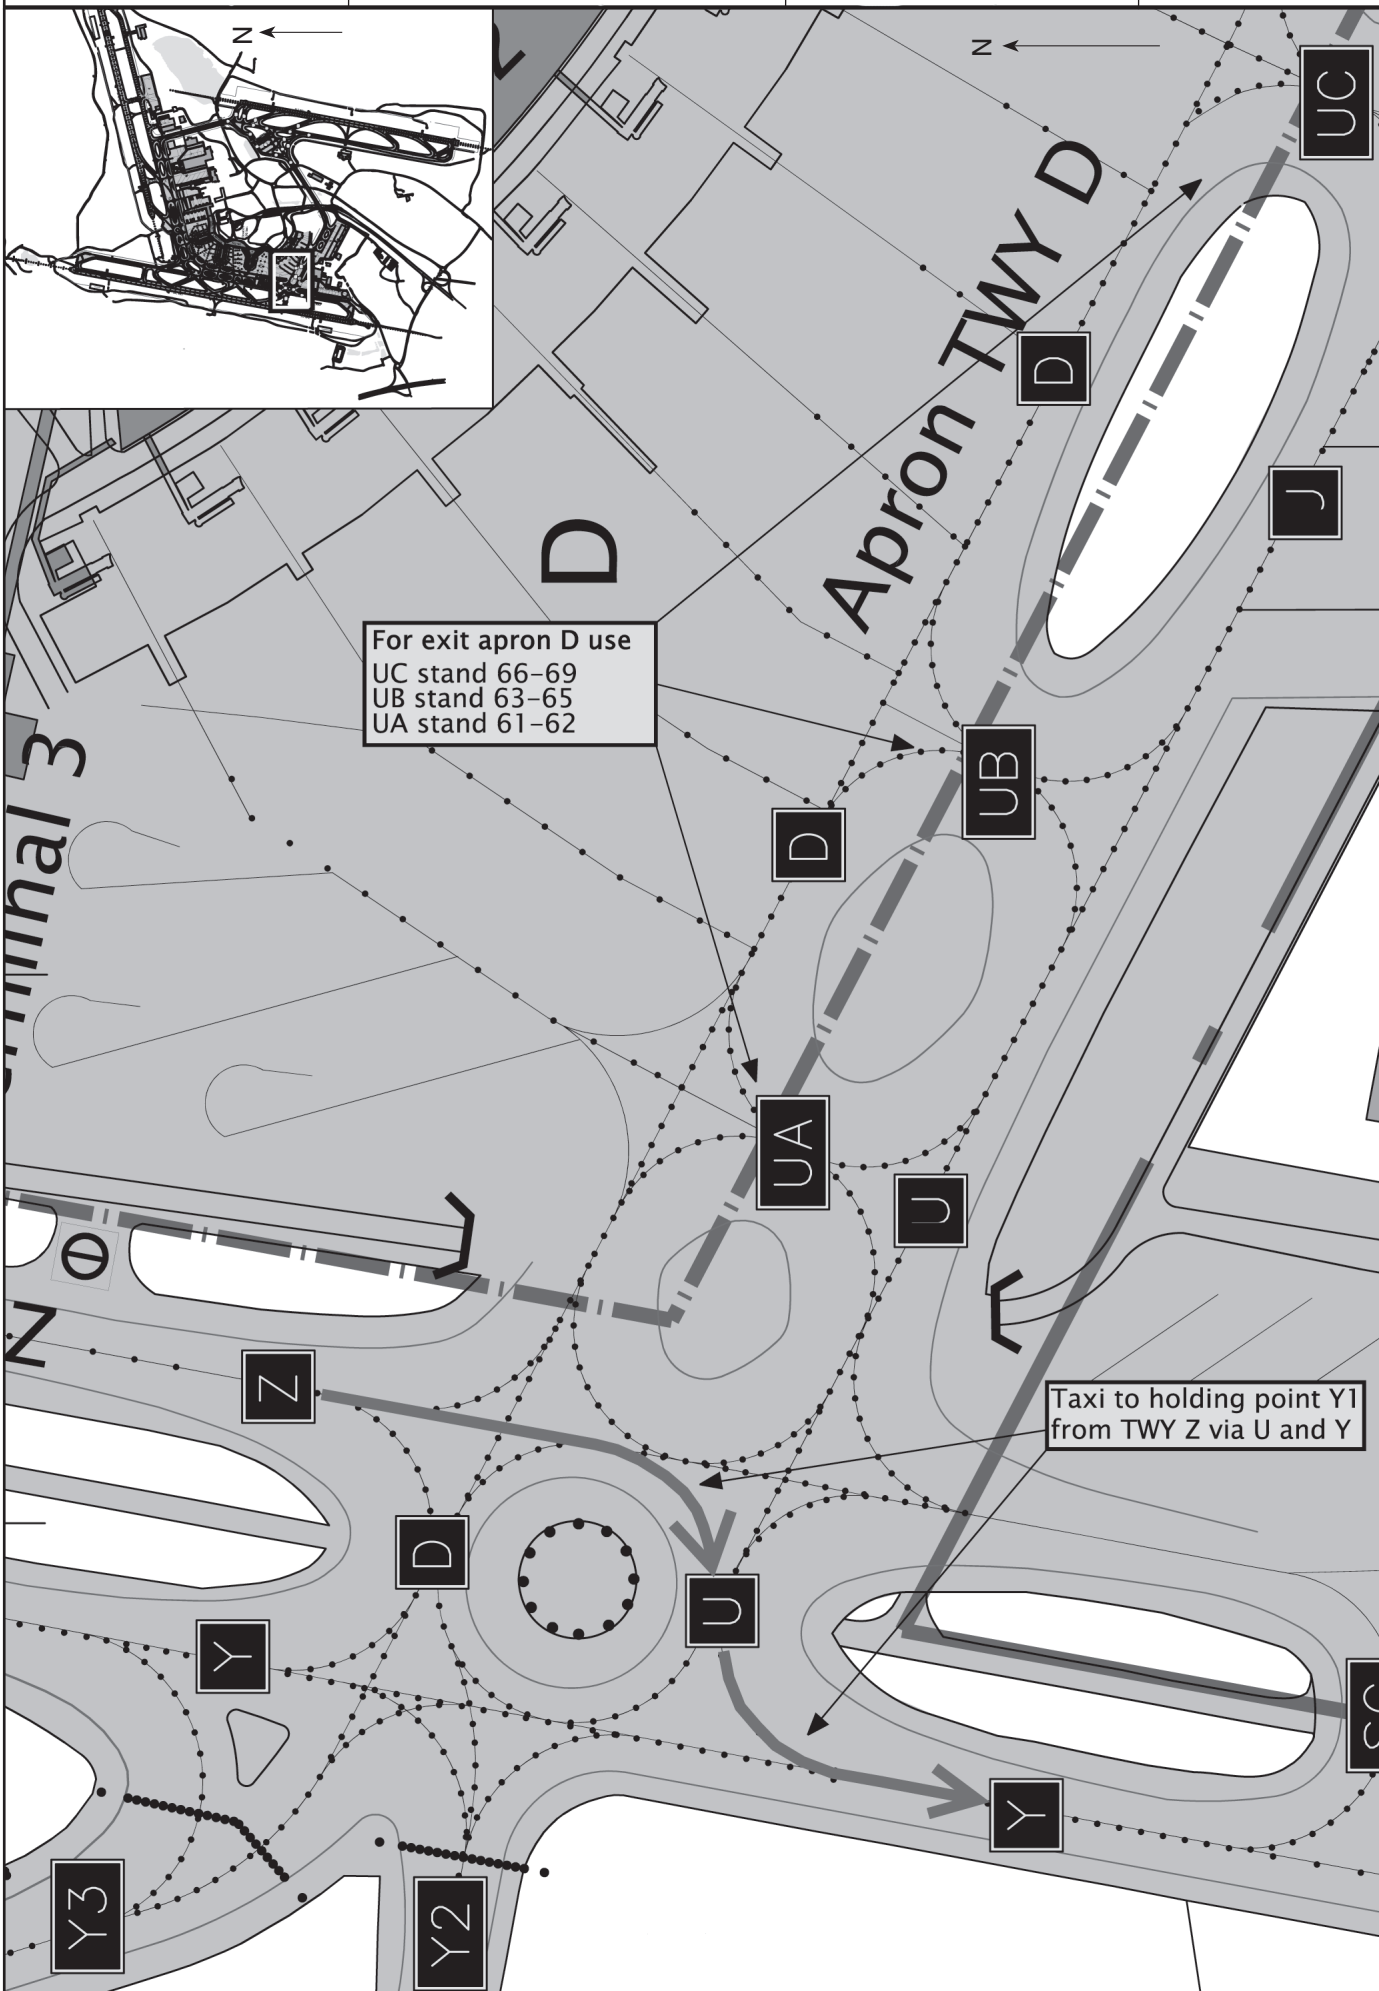 N
N
UC
Apron TWY D
D
J
D
For exit apron D use
UC stand 66–69
UB stand 63–65
UA stand 61–62
UB
D
3
UA
U
Z
Z
Taxi to holding point Y1
from TWY Z via U and Y
D
U
Y
Y
Y3
Y2